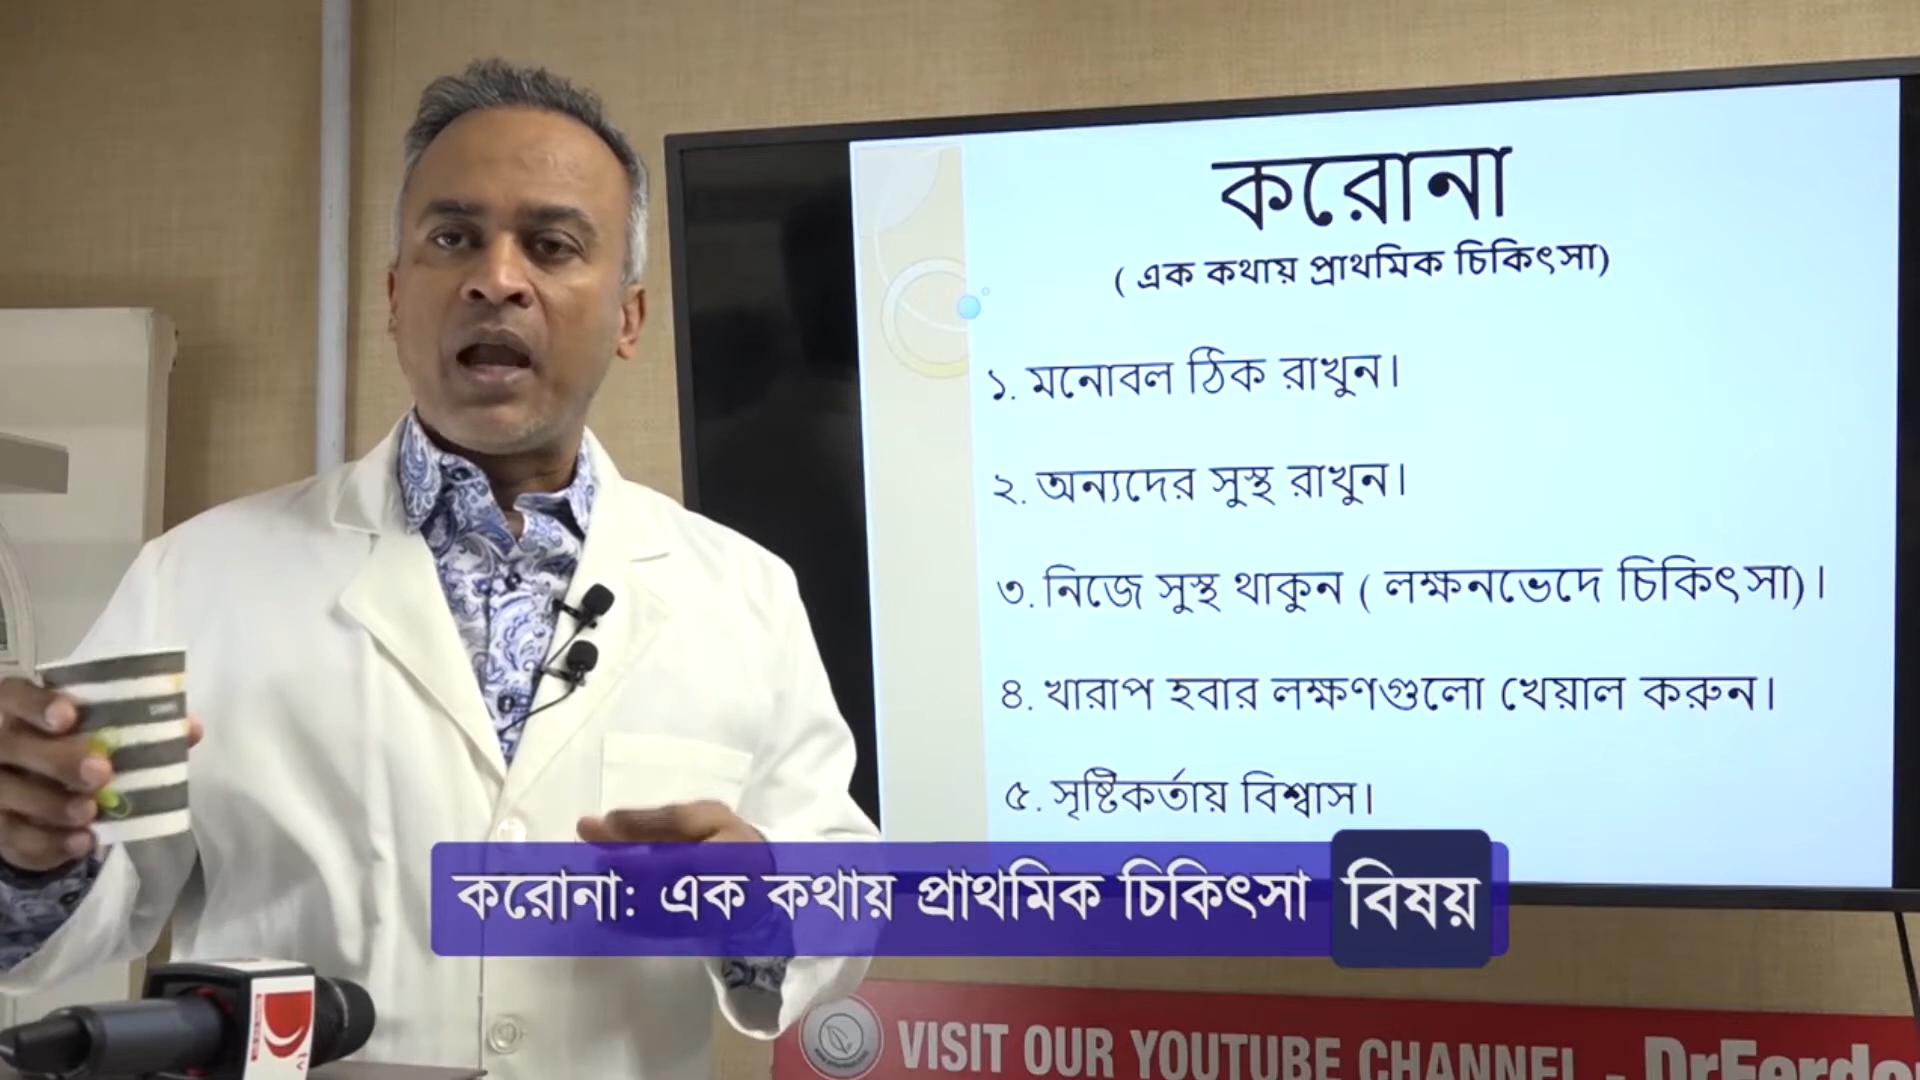 করোনা
( এক কথায় প্রাথমিক চিকিৎসা)
১. মনোবল ঠিক রাখুন।
২. অন্যদের সুস্থ রাখুন।
৩. নিজে সুস্থ থাকুন ( লক্ষনভেদে চিকিৎসা)।
৪. খারাপ হবার লক্ষণগুলো খেয়াল করুন।
৫. সৃষ্টিকর্তায় বিশ্বাস।
করোনা: এক কথায় প্রাথমিক চিকিৎসা বিষয়
VISIT OUR YOUTUBE CHANNEL -
tv